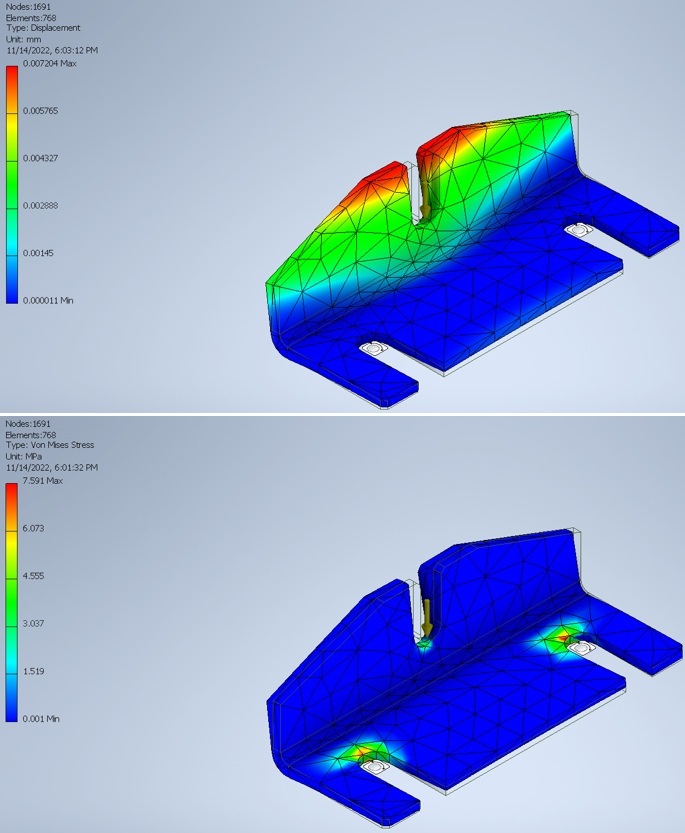 Nodes:1691
Elements:768
Type: Displacement
Unit: mm
11/14/2022, 6:03:12 PM
0.007204 Max
0.005765
0.004327
0.002888
0.00145
0.000011 Min
Nodes:1691
Elements:768
Type: Von Mises Stress
Unit: MPa
11/14/2022, 6:01:32 PM
7.591 Max
6.073
4.555
3.037
1.519
0.001 Min